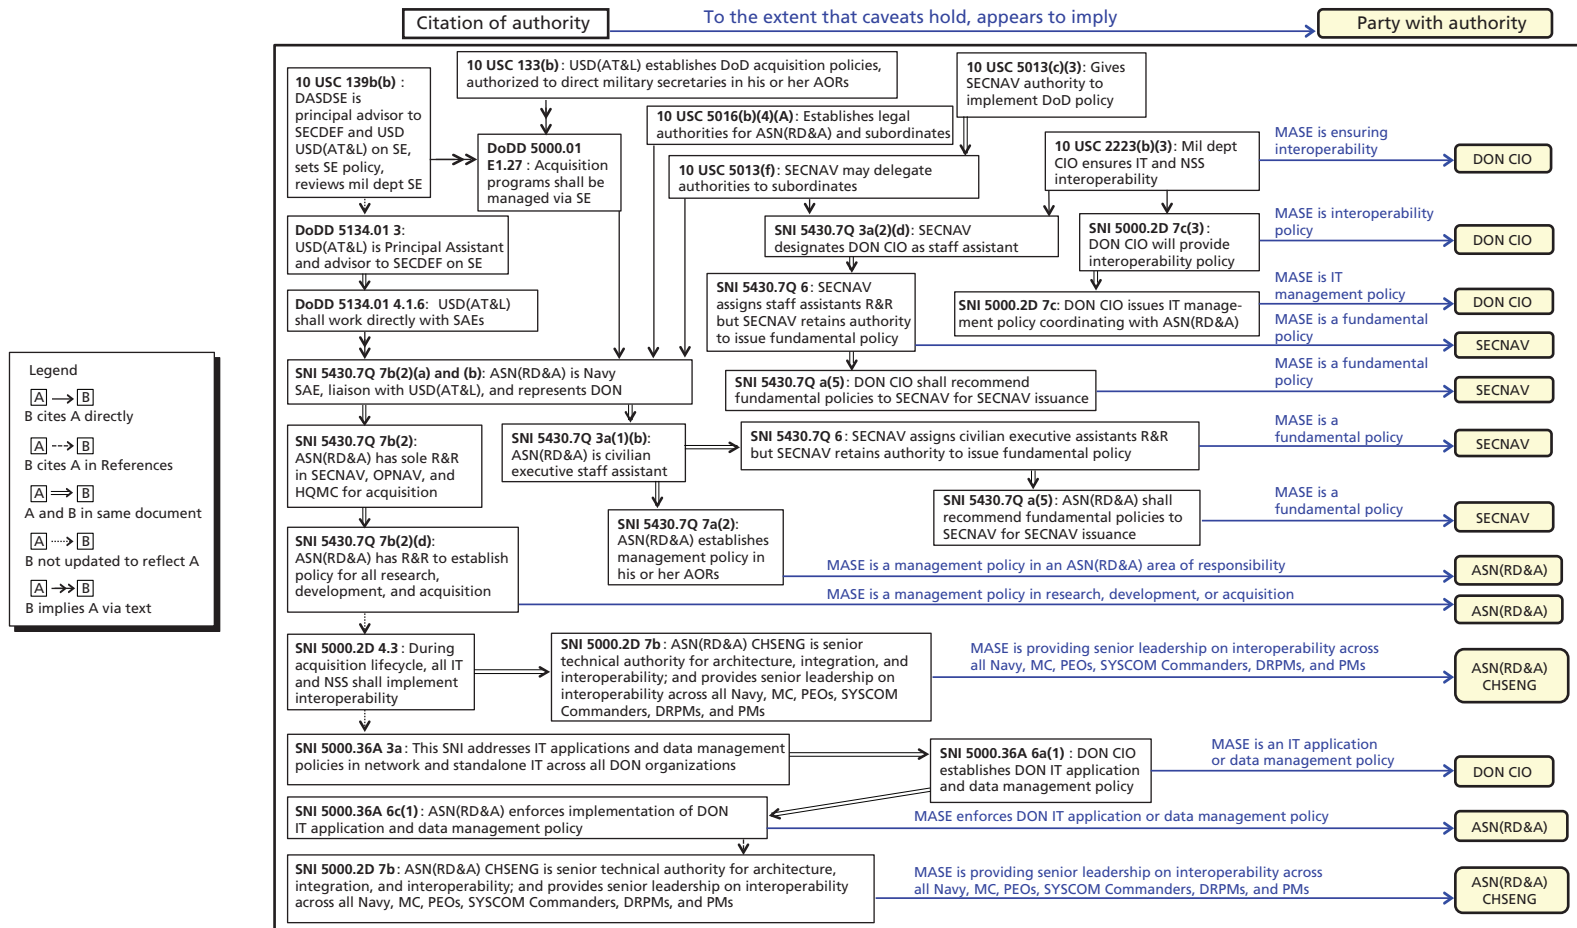 Citation of authority
To the extent that caveats hold, appears to imply
Party with authority
10 USC 139b(b) :
DASDSE is
principal advisor to
SECDEF and USD
USD(AT&L) on SE,
sets SE policy,
reviews mil dept SE
10 USC 133(b) : USD(AT&L) establishes DoD acquisition policies,
authorized to direct military secretaries in his or her AORs
10 USC 5013(c)(3) : Gives
SECNAV authority to
implement DoD policy
10 USC 5016(b)(4)(A) : Establishes legal
authorities for ASN(RD&A) and subordinates
DoDD 5000.01
E1.27 : Acquisition
programs shall be
managed via SE
10 USC 5013(f) : SECNAV may delegate
authorities to subordinates
10 USC 2223(b)(3) : Mil dept
CIO ensures IT and NSS
interoperability
MASE is ensuring
interoperability
DON CIO
DoDD 5134.01 3:
USD(AT&L) is Principal Assistant
and advisor to SECDEF on SE
SNI 5430.7Q 3a(2)(d) : SECNAV
designates DON CIO as staff assistant
SNI 5000.2D 7c(3) :
DON CIO will provide
interoperability policy
MASE is interoperability
policy
DON CIO
DoDD 5134.01 4.1.6: USD(AT&L)
shall work directly with SAEs
SNI 5430.7Q 6 : SECNAV
assigns staff assistants R&R
but SECNAV retains authority
to issue fundamental policy
SNI 5000.2D 7c : DON CIO issues IT manage-
ment policy coordinating with ASN(RD&A)
MASE is IT
management policy
DON CIO
MASE is a fundamental
policy
SECNAV
SNI 5430.7Q 7b(2)(a) and (b) : ASN(RD&A) is Navy
SAE, liaison with USD(AT&L), and represents DON
SNI 5430.7Q a(5) : DON CIO shall recommend
fundamental policies to SECNAV for SECNAV issuance
MASE is a fundamental
policy
SECNAV
Legend
A B
B cites A directly
A B
B cites A in References
A B
A and B in same document
A B
B not updated to reflect A
A B
B implies A via text
SNI 5430.7Q 7b(2):
ASN(RD&A) has sole R&R
in SECNAV, OPNAV, and
HQMC for acquisition
SNI 5430.7Q 3a(1)(b) :
ASN(RD&A) is civilian
executive staff assistant
SNI 5430.7Q 6 : SECNAV assigns civilian executive assistants R&R
but SECNAV retains authority to issue fundamental policy
MASE is a
fundamental policy
SECNAV
SNI 5430.7Q a(5) : ASN(RD&A) shall
recommend fundamental policies to
SECNAV for SECNAV issuance
MASE is a
fundamental policy
SECNAV
SNI 5430.7Q 7a(2) :
ASN(RD&A) establishes
management policy in
his or her AORs
SNI 5430.7Q 7b(2)(d) :
ASN(RD&A) has R&R to establish
policy for all research,
development, and acquisition
MASE is a management policy in an ASN(RD&A) area of responsibility
ASN(RD&A)
MASE is a management policy in research, development, or acquisition
ASN(RD&A)
SNI 5000.2D 4.3 : During
acquisition lifecycle, all IT
and NSS shall implement
interoperability
SNI 5000.2D 7b : ASN(RD&A) CHSENG is senior
technical authority for architecture, integration, and
interoperability; and provides senior leadership on
interoperability across all Navy, MC, PEOs, SYSCOM
Commanders, DRPMs, and PMs
MASE is providing senior leadership on interoperability across
all Navy, MC, PEOs, SYSCOM Commanders, DRPMs, and PMs
ASN(RD&A)
CHSENG
SNI 5000.36A 3a : This SNI addresses IT applications and data management
policies in network and standalone IT across all DON organizations
SNI 5000.36A 6a(1) : DON CIO
establishes DON IT application
and data management policy
MASE is an IT application
or data management policy
DON CIO
SNI 5000.36A 6c(1) : ASN(RD&A) enforces implementation of DON
IT application and data management policy
MASE enforces DON IT application or data management policy
ASN(RD&A)
SNI 5000.2D 7b : ASN(RD&A) CHSENG is senior technical authority for architecture,
integration, and interoperability; and provides senior leadership on interoperability
across all Navy, MC, PEOs, SYSCOM Commanders, DRPMs, and PMs
MASE is providing senior leadership on interoperability across
all Navy, MC, PEOs, SYSCOM Commanders, DRPMs, and PMs
ASN(RD&A)
CHSENG